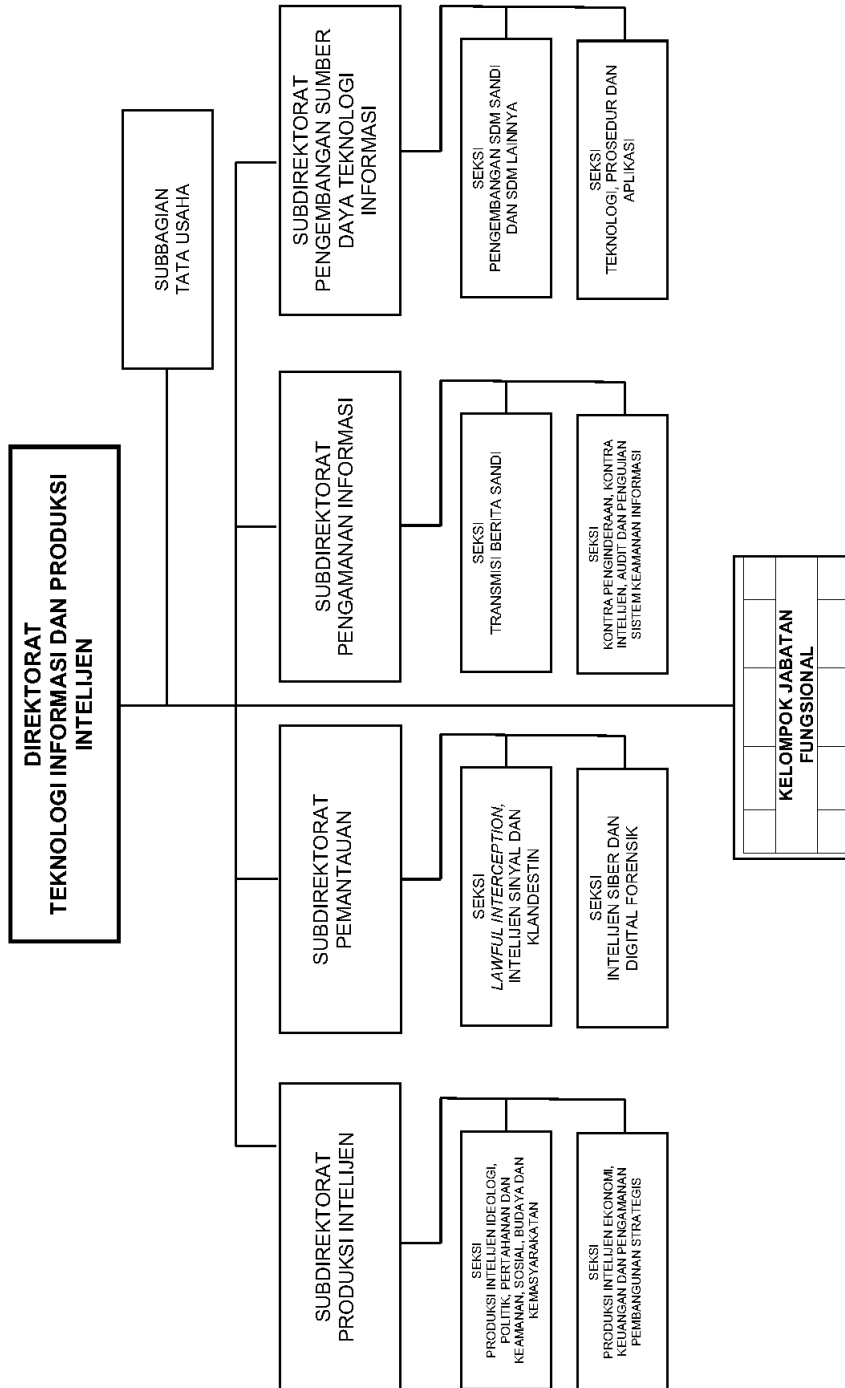 DIREKTORAT
TEKNOLOGI INFORMASI DAN PRODUKSI
INTELIJEN
SUBBAGIAN
TATA USAHA
SUBDIREKTORAT
PRODUKSI INTELIJEN
SUBDIREKTORAT
PEMANTAUAN
SUBDIREKTORAT
PENGAMANAN INFORMASI
SUBDIREKTORAT
PENGEMBANGAN SUMBER
DAYA TEKNOLOGI
INFORMASI
SEKSI
PRODUKSI INTELIJEN IDEOLOGI,
POLITIK, PERTAHANAN DAN
KEAMANAN, SOSIAL, BUDAYA DAN
KEMASYARAKATAN
SEKSI
LAWFUL INTERCEPTION,
INTELIJEN SINYAL DAN
KLANDESTIN
SEKSI
TRANSMISI BERITA SANDI
SEKSI
PENGEMBANGAN SDM SANDI
DAN SDM LAINNYA
SEKSI
PRODUKSI INTELIJEN EKONOMI,
KEUANGAN DAN PENGAMANAN
PEMBANGUNAN STRATEGIS
SEKSI
INTELIJEN SIBER DAN
DIGITAL FORENSIK
SEKSI
KONTRA PENGINDERAAN, KONTRA
INTELIJEN, AUDIT DAN PENGUJIAN
SISTEM KEAMANAN INFORMASI
SEKSI
TEKNOLOGI, PROSEDUR DAN
APLIKASI
KELOMPOK JABATAN
FUNGSIONAL